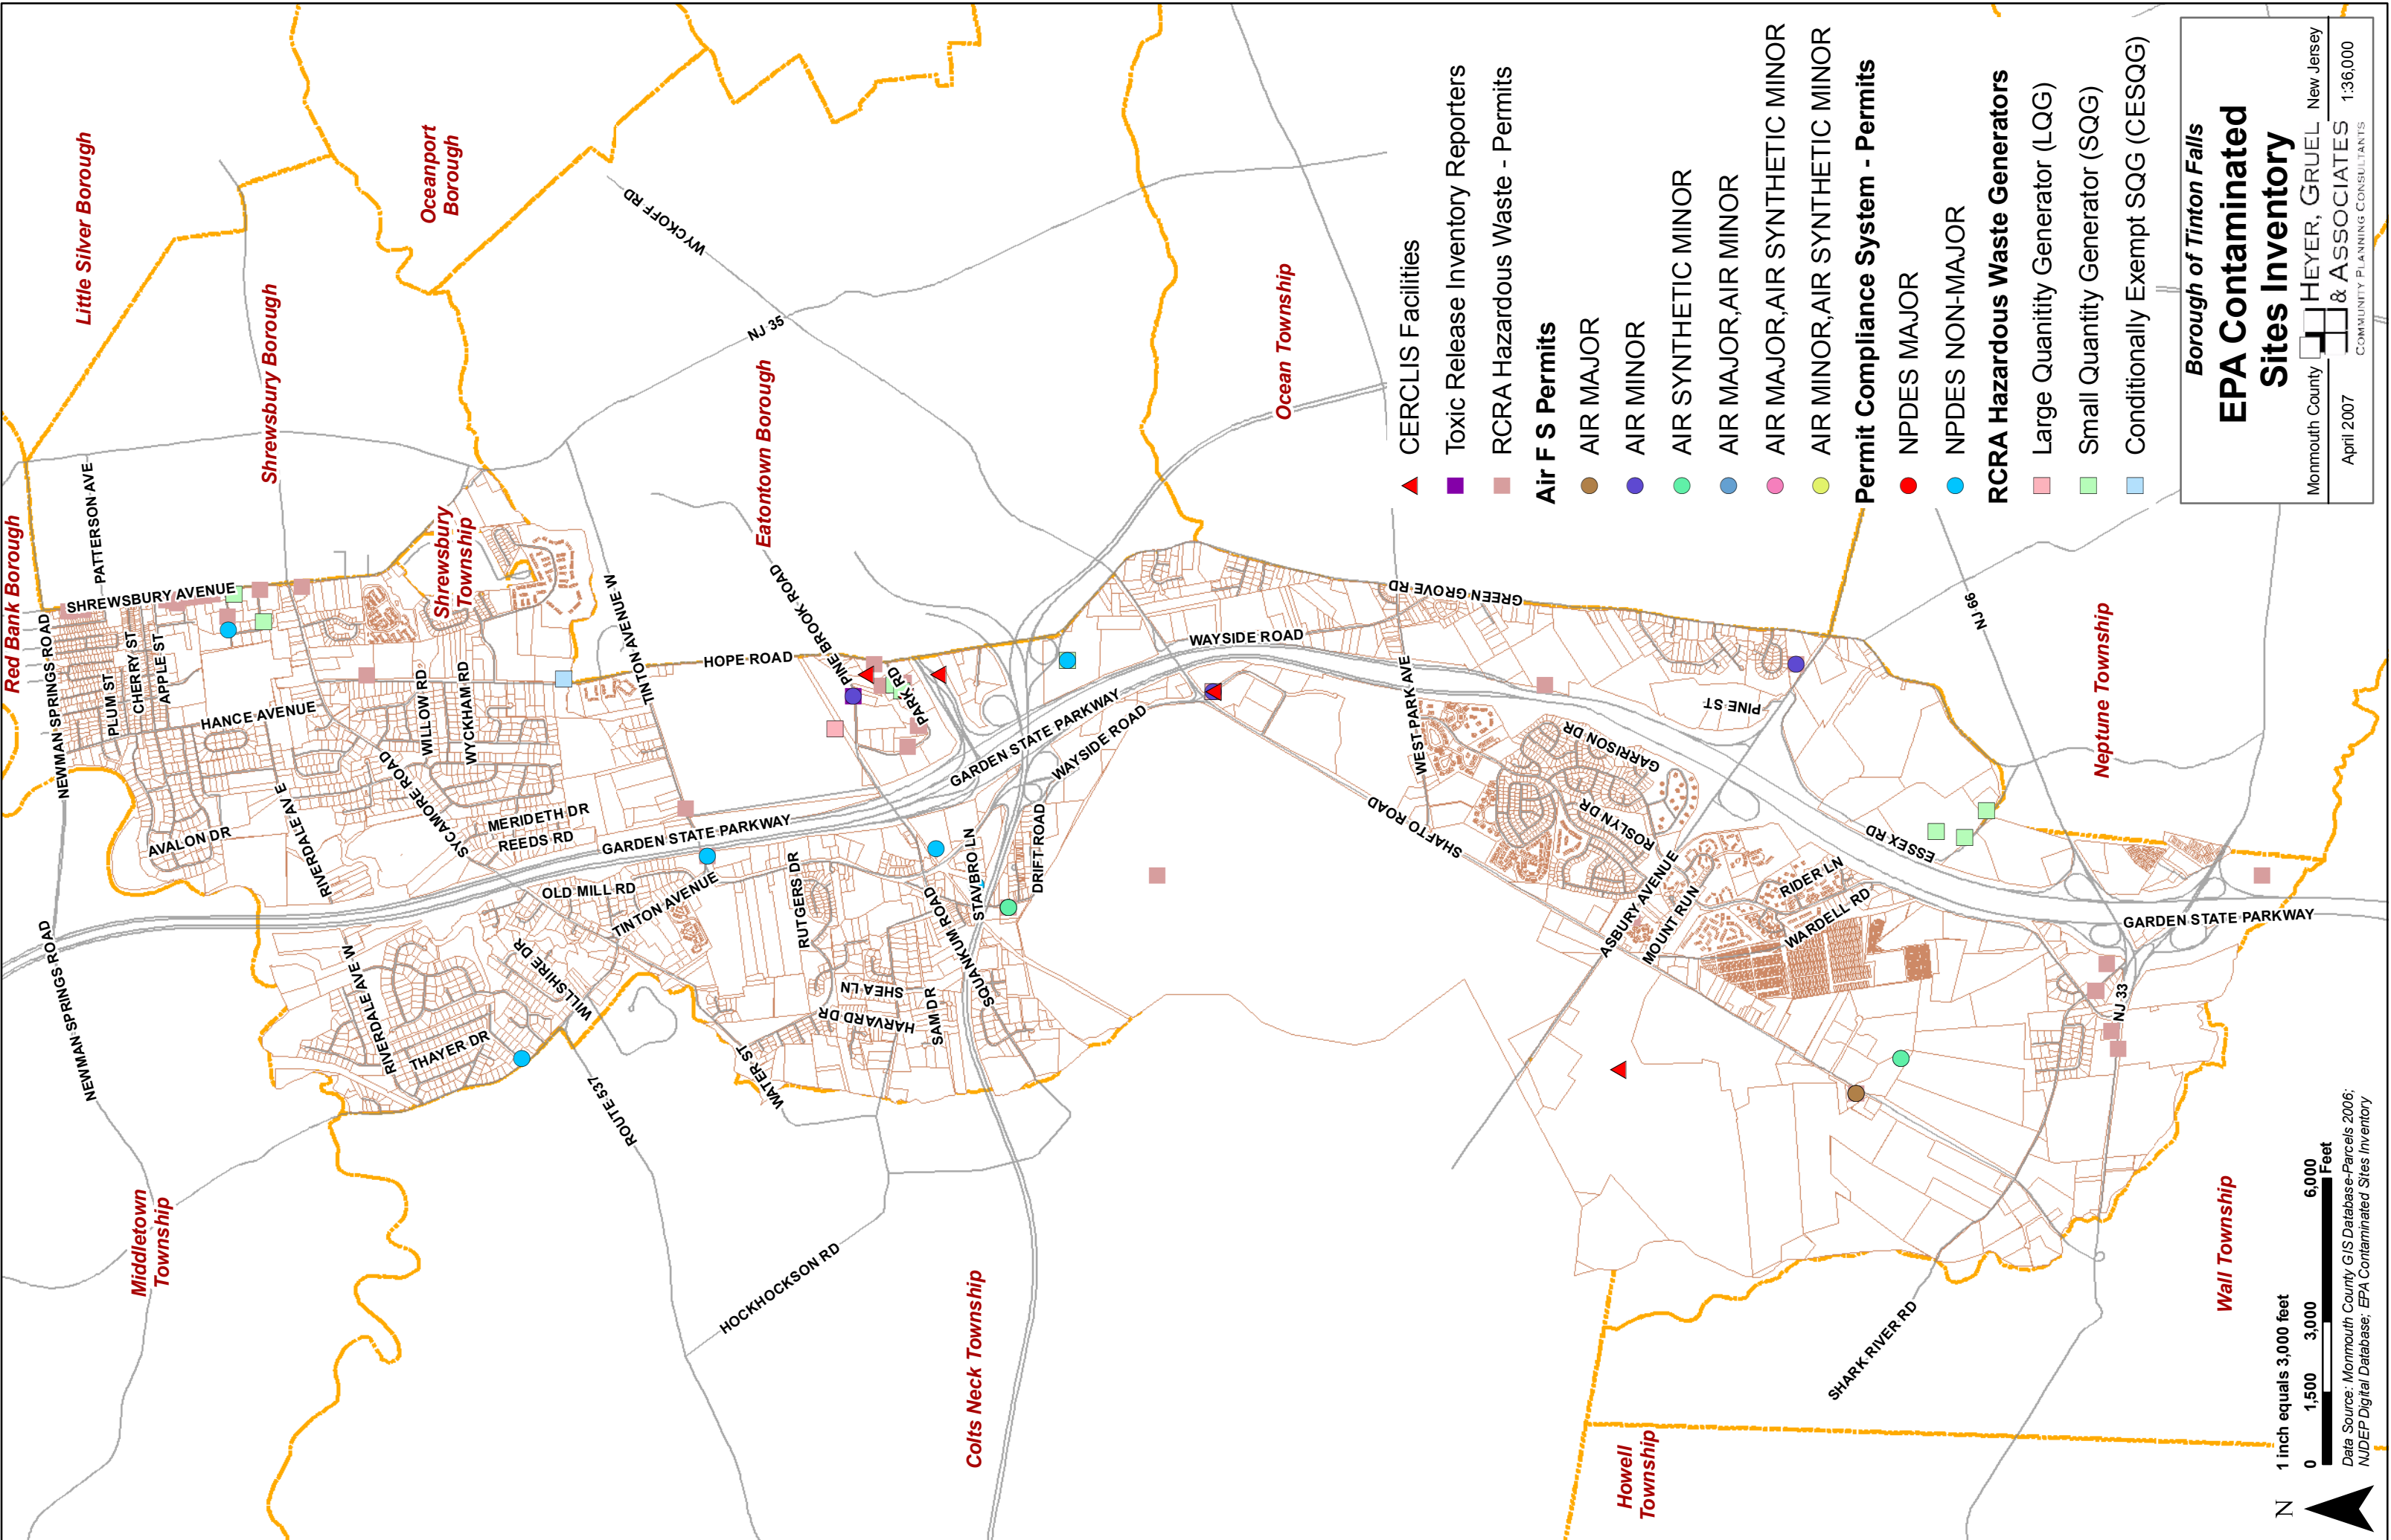 Red Bank Borough
Little Silver Borough
Oceanport
Borough
Shrewsbury Borough
Shrewsbury
Township
Eatontown Borough
Ocean Township
Neptune Township
Wall Township
Howell
Township
Colts Neck Township
Middletown
Township
NEWMAN SPRINGS ROAD
NEWMAN SPRINGS ROAD
SHREWSBURY AVENUE
PATTERSON AVE
PLUM ST
CHERRY ST
APPLE ST
HANCE AVENUE
AVALON DR
RIVERDALE AVE
SYCAMORE ROAD
WILLOW RD
WYCKHAM RD
MERIDETH DR
REEDS RD
GARDEN STATE PARKWAY
OLD MILL RD
TINTON AVENUE
RIVERDALE AVE W
THAYER DR
WILLSHIRE DR
ROUTE 537
WATER ST
HOCKHOCKSON RD
TINTON AVENUE W
HOPE ROAD
PINE BROOK ROAD
PARK RD
WYCKOFF RD
NJ 35
RUTGERS DR
SHEA LN
HARVARD DR
SAM DR
SQUANKUM ROAD
STAVBRO LN
DRIFT ROAD
GARDEN STATE PARKWAY
WAYSIDE ROAD
WAYSIDE ROAD
GREEN GROVE RD
WEST PARK AVE
SHAFTO ROAD
GARRISON DR
ROSLYN DR
PINE ST
ASBURY AVENUE
MOUNT RUN
RIDER LN
WARDELL RD
ESSEX RD
NJ 66
NJ 33
GARDEN STATE PARKWAY
SHARK RIVER RD
CERCLIS Facilities
Toxic Release Inventory Reporters
RCRA Hazardous Waste - Permits
Air F S Permits
AIR MAJOR
AIR MINOR
AIR SYNTHETIC MINOR
AIR MAJOR,AIR MINOR
AIR MAJOR,AIR SYNTHETIC MINOR
AIR MINOR,AIR SYNTHETIC MINOR
Permit Compliance System - Permits
NPDES MAJOR
NPDES NON-MAJOR
RCRA Hazardous Waste Generators
Large Quanitity Generator (LQG)
Small Quantity Generator (SQG)
Conditionally Exempt SQG (CESQG)
Borough of Tinton Falls
EPA Contaminated
Sites Inventory
Monmouth County
New Jersey
April 2007
1:36,000
HEYER, GRUEL
& ASSOCIATES
COMMUNITY PLANNING CONSULTANTS
N
1 inch equals 3,000 feet
0 1,500 3,000 6,000
Feet
Data Source: Monmouth County GIS Database-Parcels 2006;
NJDEP Digital Database; EPA Contaminated Sites Inventory